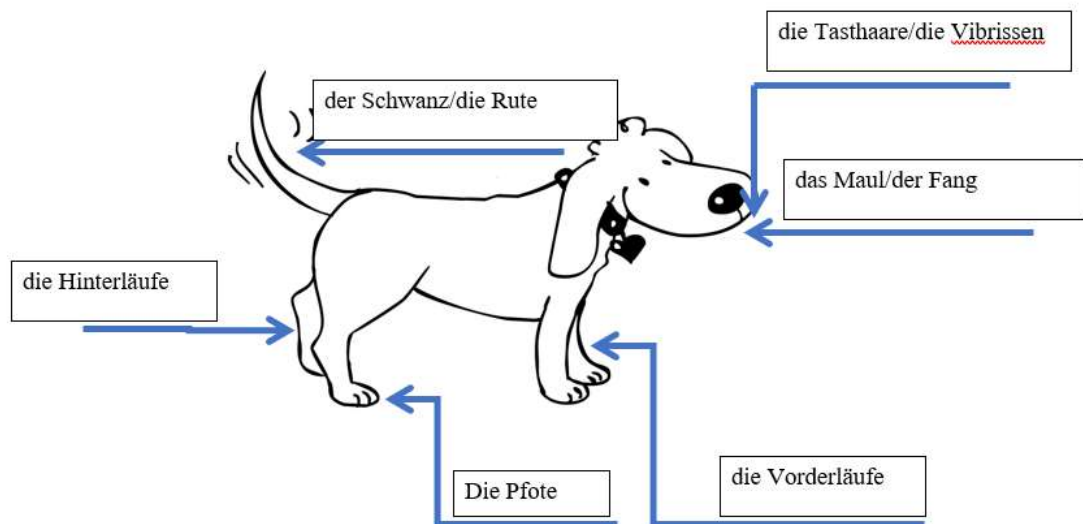 die Tasthaare/die Vibrissen
der Schwanz/die Rute
das Maul/der Fang
die Hinterläufe
Die Pfote
die Vorderläufe